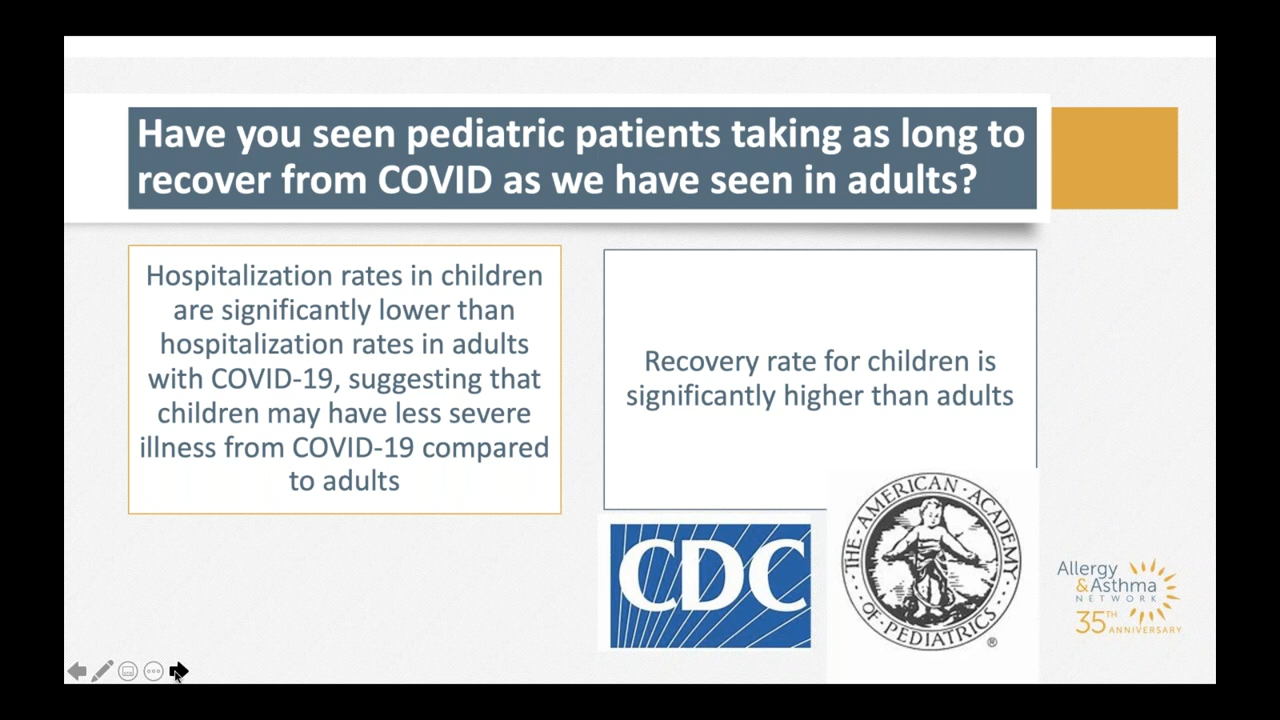 Have you seen pediatric patients taking as long to
recover from COVID as we have seen in adults?
Hospitalization rates in children
are significantly lower than
hospitalization rates in adults
with COVID-19, suggesting that
children may have less severe
illness from COVID-19 compared
to adults
Recovery rate for children is
significantly higher than adults
CDC
THE · AMERICAN · ACADEMY · OF · PEDIATRICS ·
®
Allergy
&Asthma
NETWORK
35TH ANNIVERSARY